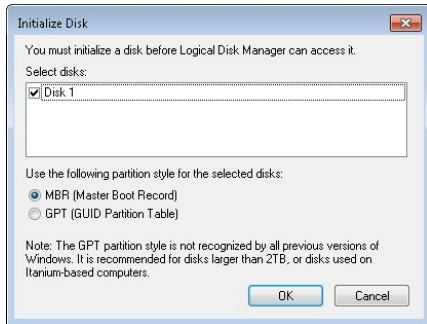 Initialize Disk
You must initialize a disk before Logical Disk Manager can access it.
Select disks:
Disk 1
Use the following partition style for the selected disks:
MBR (Master Boot Record)
GPT (GUID Partition Table)
Note: The GPT partition style is not recognized by all previous versions of
Windows. It is recommended for disks larger than 2TB, or disks used on
Itanium-based computers.
OK
Cancel